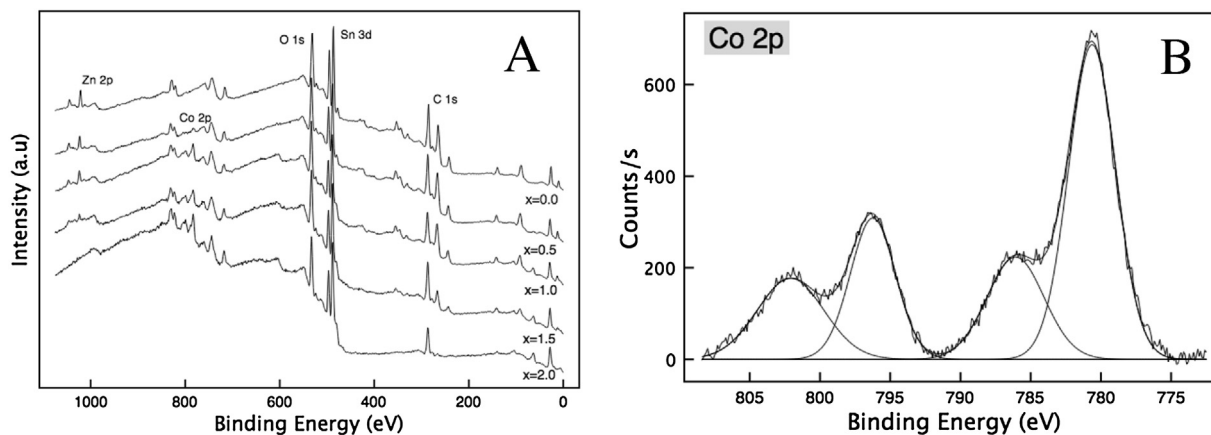 A
O 1s
Sn 3d
Zn 2p
C 1s
Co 2p
x=0.0
x=0.5
x=1.0
x=1.5
x=2.0
Intensity (a.u)
1000 800 600 400 200 0
Binding Energy (eV)
Co 2p
B
600
400
200
0
Counts/s
805 800 795 790 785 780 775
Binding Energy (eV)